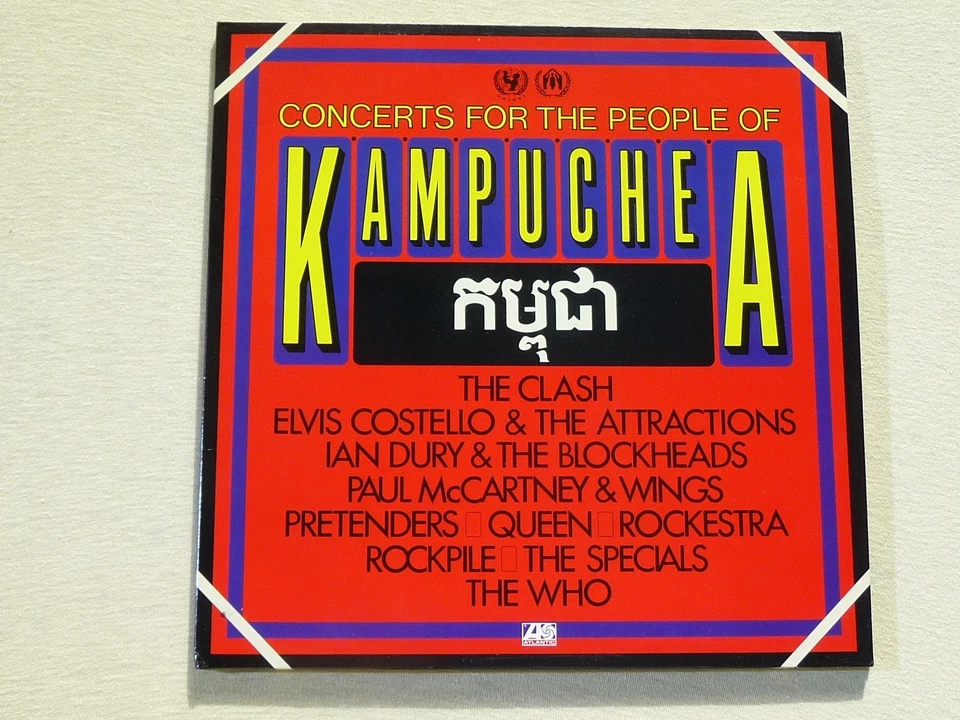 CONCERTS FOR THE PEOPLE OF
KAMPUCHEA
កម្ពុជា
THE CLASH
ELVIS COSTELLO & THE ATTRACTIONS
IAN DURY & THE BLOCKHEADS
PAUL McCARTNEY & WINGS
PRETENDERS QUEEN ROCKESTRA
ROCKPILE THE SPECIALS
THE WHO
ATLANTIC